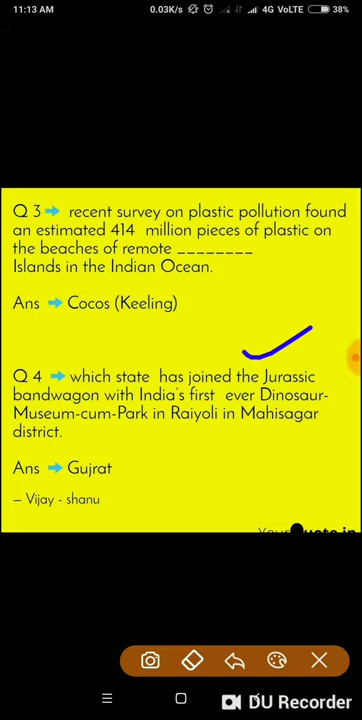 11:13 AM 0.03K/s 4G VoLTE 38%
Q 3 ➡ recent survey on plastic pollution found
an estimated 414 million pieces of plastic on
the beaches of remote ________
Islands in the Indian Ocean.
Ans ➡ Cocos (Keeling)
Q 4 ➡ which state has joined the Jurassic
bandwagon with India's first ever Dinosaur-
Museum-cum-Park in Raiyoli in Mahisagar
district.
Ans ➡ Gujrat
– Vijay - shanu
DU Recorder